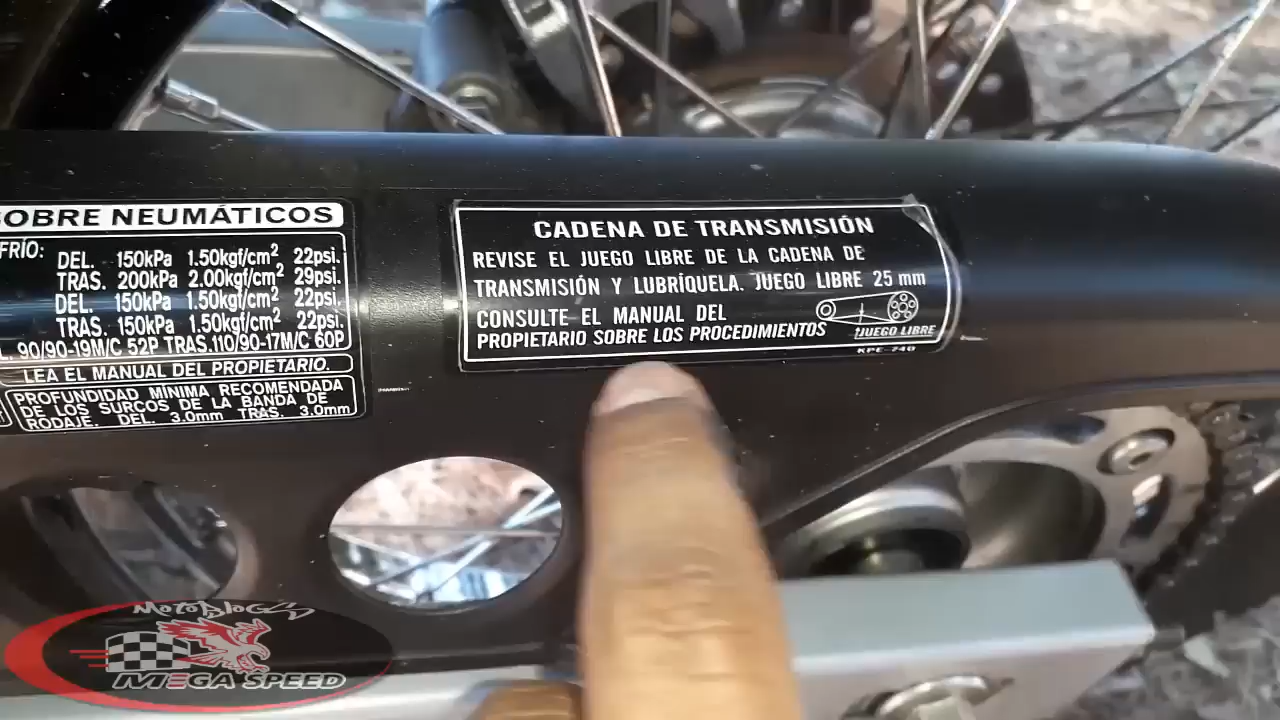 SOBRE NEUMÁTICOS
FRÍO:
DEL. 150kPa 1.50kgf/cm² 22psi.
TRAS. 200kPa 2.00kgf/cm² 29psi.
DEL. 150kPa 1.50kgf/cm² 22psi.
TRAS. 150kPa 1.50kgf/cm² 22psi.
90/90-19M/C 52P TRAS.110/90-17M/C 60P
LEA EL MANUAL DEL PROPIETARIO.
PROFUNDIDAD MÍNIMA RECOMENDADA
DE LOS SURCOS DE LA BANDA DE
RODAJE. DEL. 3.0mm TRAS. 3.0mm
CADENA DE TRANSMISIÓN
REVISE EL JUEGO LIBRE DE LA CADENA DE
TRANSMISIÓN Y LUBRÍQUELA. JUEGO LIBRE 25 mm
CONSULTE EL MANUAL DEL
PROPIETARIO SOBRE LOS PROCEDIMIENTOS
JUEGO LIBRE
KPE-740
MotoBlogs
MEGA SPEED